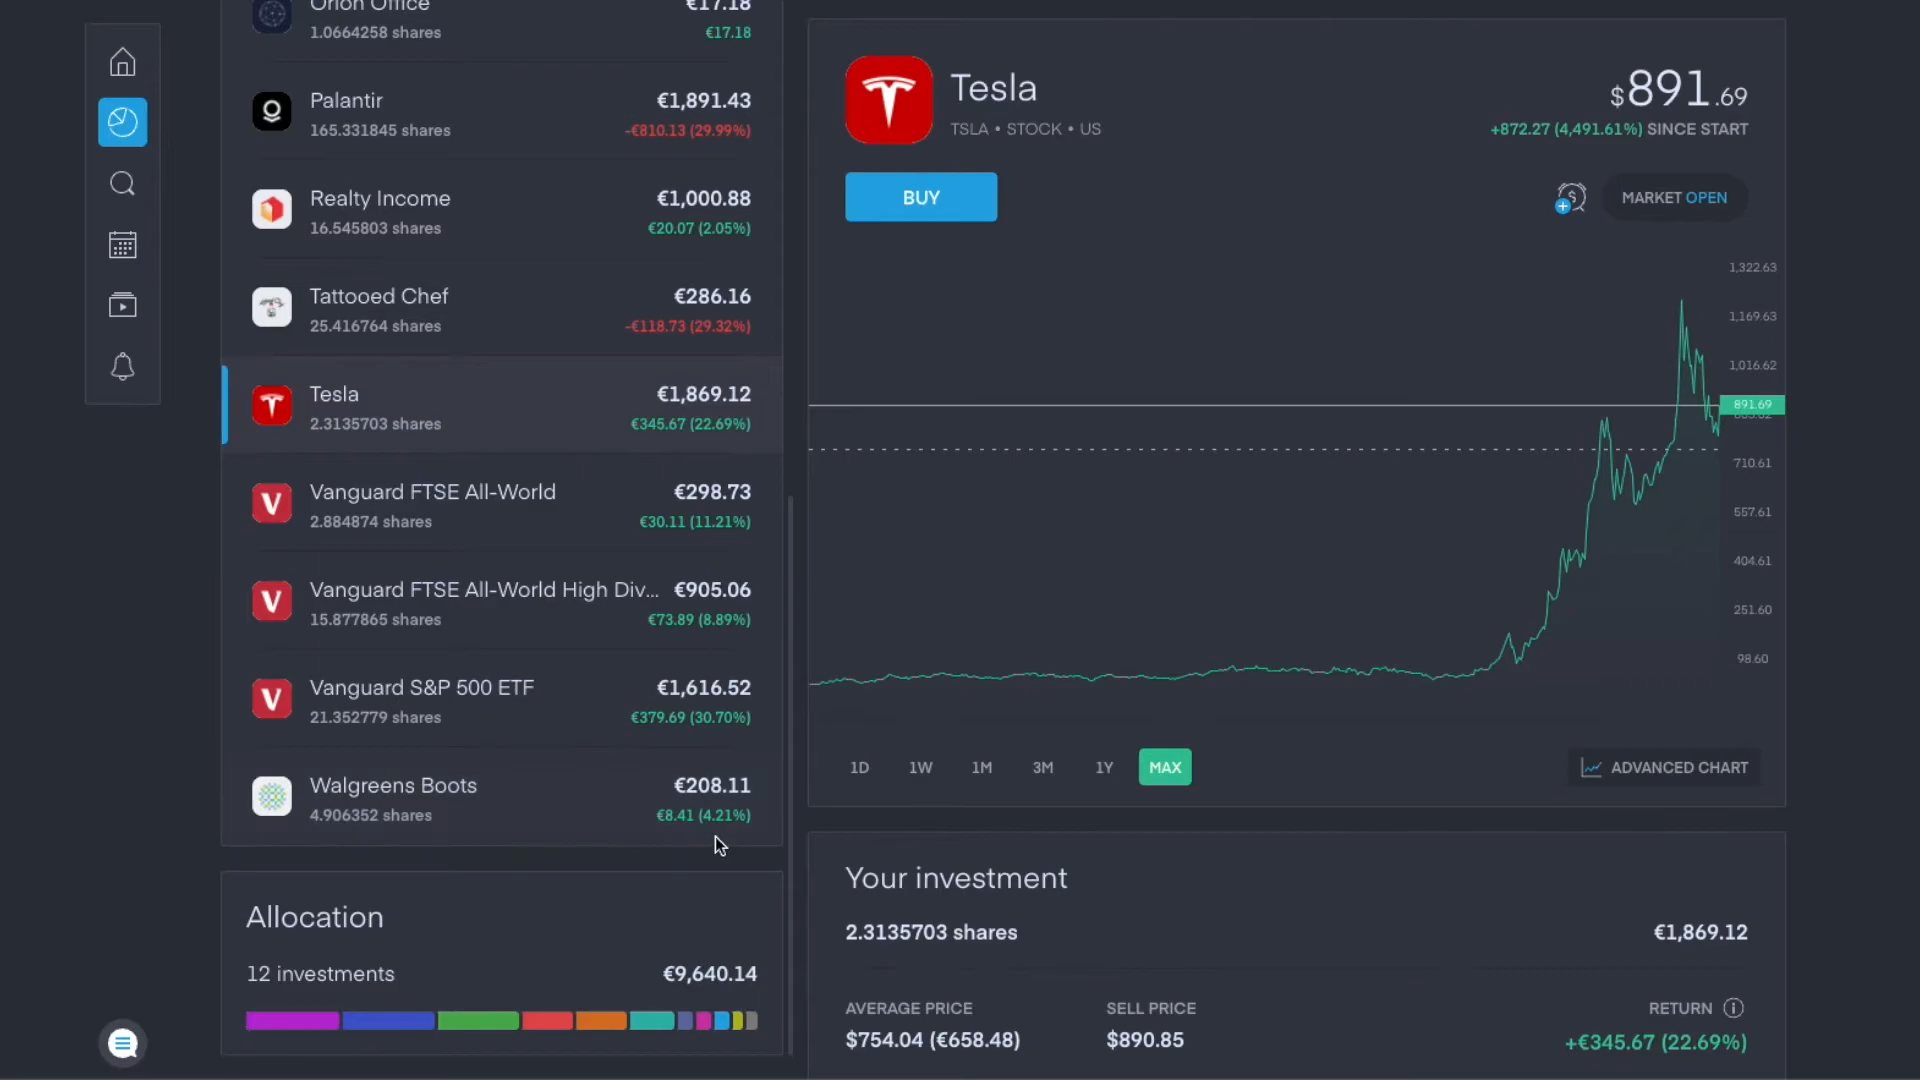 Orion Office
€17.18
1.0664258 shares
€17.18
Palantir
€1,891.43
165.331845 shares
-€810.13 (29.99%)
Realty Income
€1,000.88
16.545803 shares
€20.07 (2.05%)
Tattooed Chef
€286.16
25.416764 shares
-€118.73 (29.32%)
Tesla
€1,869.12
2.3135703 shares
€345.67 (22.69%)
V
Vanguard FTSE All-World
€298.73
2.884874 shares
€30.11 (11.21%)
V
Vanguard FTSE All-World High Div...
€905.06
15.877865 shares
€73.89 (8.89%)
V
Vanguard S&P 500 ETF
€1,616.52
21.352779 shares
€379.69 (30.70%)
Walgreens Boots
€208.11
4.906352 shares
€8.41 (4.21%)
Allocation
12 investments
€9,640.14
Tesla
TSLA • STOCK • US
$891.69
+872.27 (4,491.61%) SINCE START
BUY
$
MARKET OPEN
1,322.63
1,169.63
1,016.62
891.69
710.61
557.61
404.61
251.60
98.60
1D
1W
1M
3M
1Y
MAX
ADVANCED CHART
Your investment
2.3135703 shares
€1,869.12
AVERAGE PRICE
SELL PRICE
RETURN
$754.04 (€658.48)
$890.85
+€345.67 (22.69%)